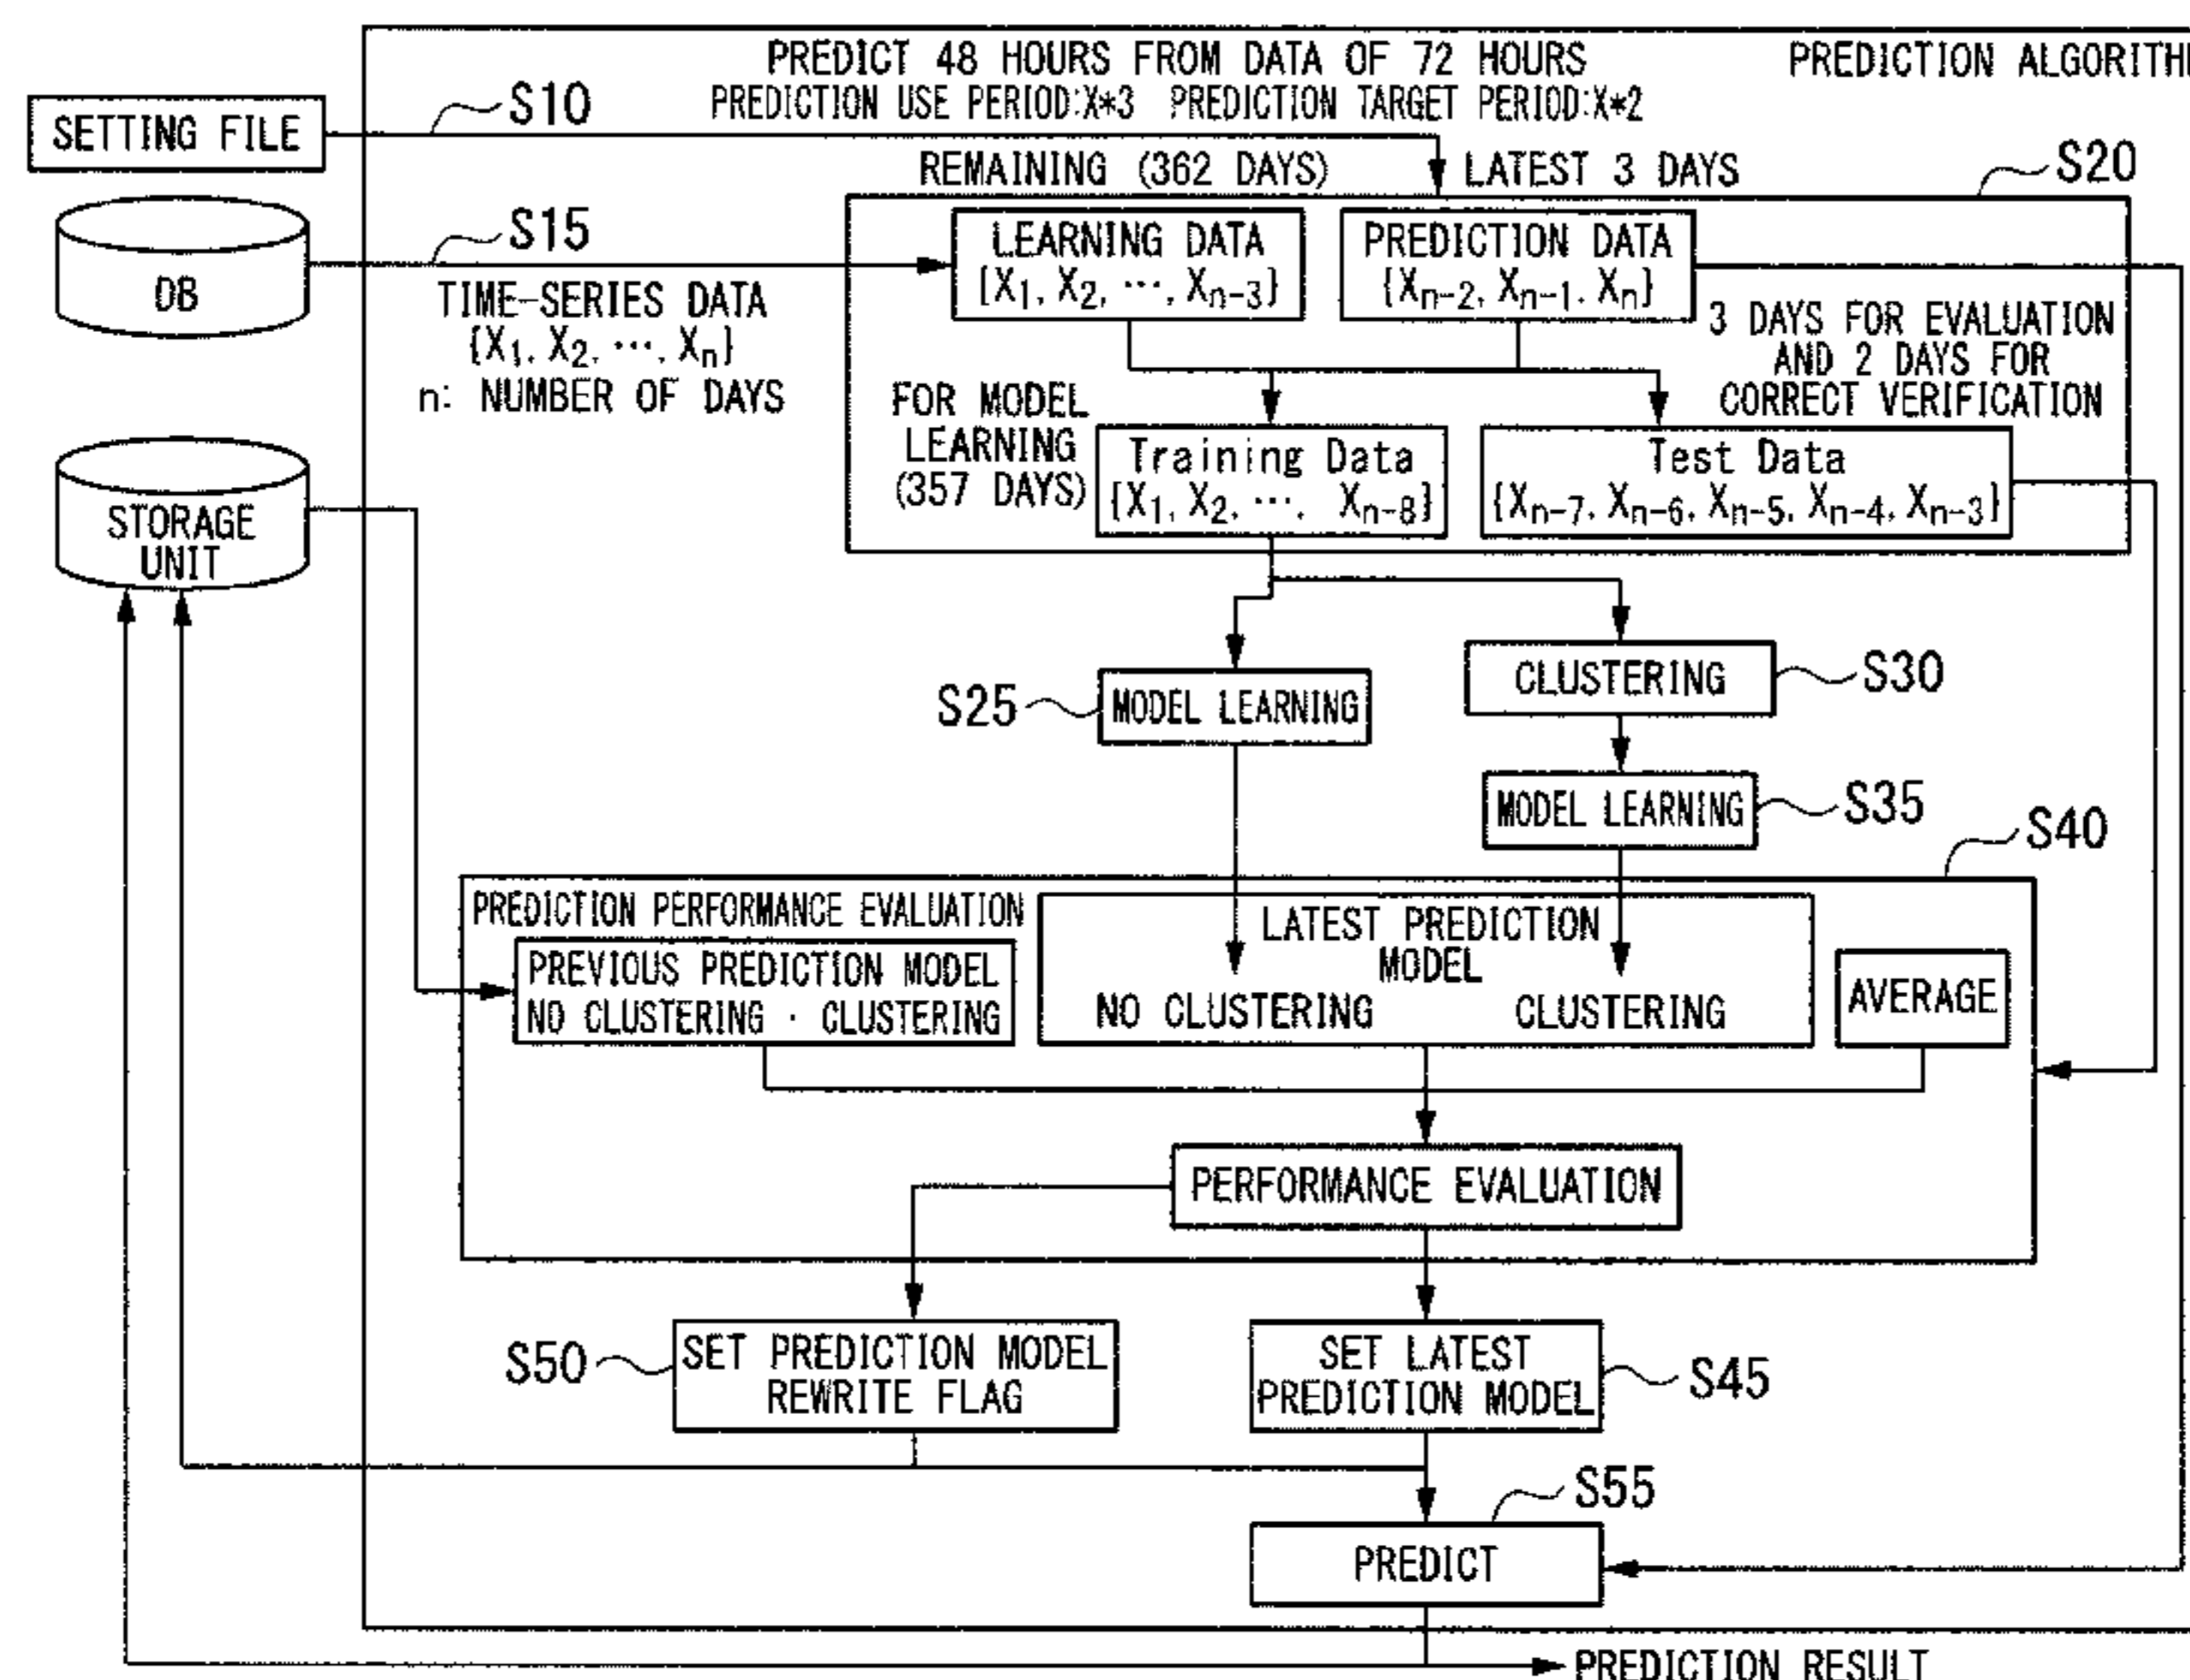 PREDICT 48 HOURS FROM DATA OF 72 HOURS
PREDICTION ALGORITH
PREDICTION USE PERIOD:X*3 PREDICTION TARGET PERIOD:X*2
SETTING FILE
S10
REMAINING (362 DAYS)
LATEST 3 DAYS
S20
DB
S15
TIME-SERIES DATA
{X1, X2, ···, Xn}
n: NUMBER OF DAYS
LEARNING DATA
{X1, X2, ···, Xn-3}
PREDICTION DATA
{Xn-2, Xn-1, Xn}
3 DAYS FOR EVALUATION
AND 2 DAYS FOR
CORRECT VERIFICATION
FOR MODEL
LEARNING
(357 DAYS)
Training Data
{X1, X2, ···, Xn-8}
Test Data
{Xn-7, Xn-6, Xn-5, Xn-4, Xn-3}
STORAGE
UNIT
S25
MODEL LEARNING
CLUSTERING
S30
MODEL LEARNING
S35
S40
PREDICTION PERFORMANCE EVALUATION
PREVIOUS PREDICTION MODEL
NO CLUSTERING · CLUSTERING
LATEST PREDICTION
MODEL
NO CLUSTERING
CLUSTERING
AVERAGE
PERFORMANCE EVALUATION
S50
SET PREDICTION MODEL
REWRITE FLAG
SET LATEST
PREDICTION MODEL
S45
S55
PREDICT
PREDICTION RESULT